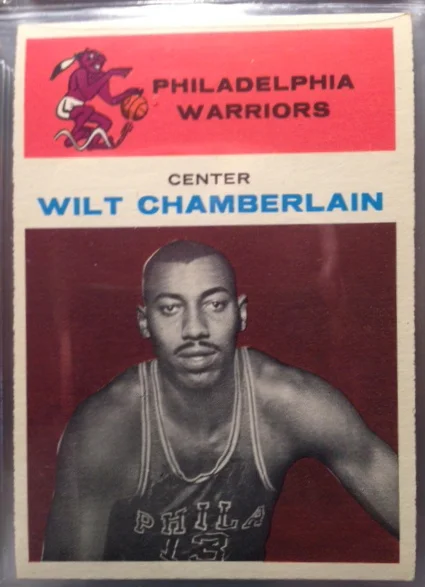 PHILADELPHIA
WARRIORS
CENTER
WILT CHAMBERLAIN
PHILA
13